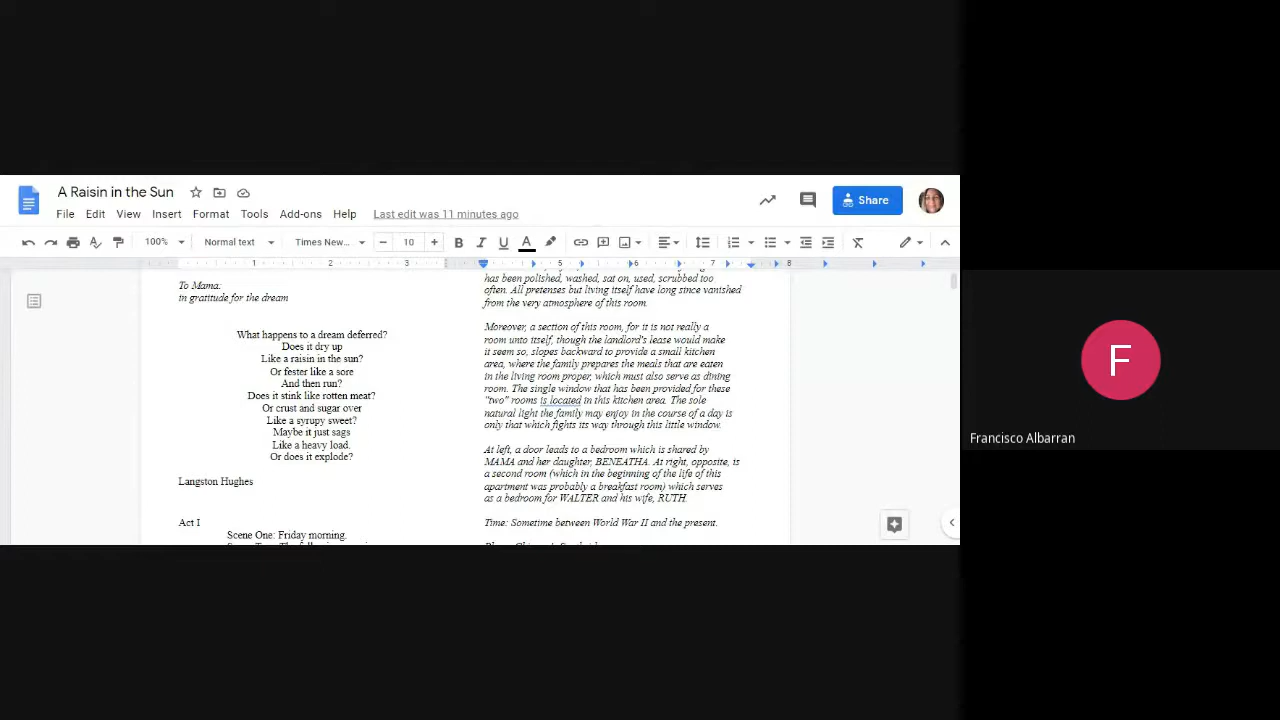 A Raisin in the Sun
File Edit View Insert Format Tools Add-ons Help Last edit was 11 minutes ago
Share
100% Normal text Times New... 10
1 2 3 5 6 7 8
To Mama:
in gratitude for the dream
What happens to a dream deferred?
Does it dry up
Like a raisin in the sun?
Or fester like a sore
And then run?
Does it stink like rotten meat?
Or crust and sugar over
Like a syrupy sweet?
Maybe it just sags
Like a heavy load.
Or does it explode?
Langston Hughes
Act I
Scene One: Friday morning.
has been polished, washed, sat on, used, scrubbed too
often. All pretenses but living itself have long since vanished
from the very atmosphere of this room.
Moreover, a section of this room, for it is not really a
room unto itself, though the landlord's lease would make
it seem so, slopes backward to provide a small kitchen
area, where the family prepares the meals that are eaten
in the living room proper, which must also serve as dining
room. The single window that has been provided for these
"two" rooms is located in this kitchen area. The sole
natural light the family may enjoy in the course of a day is
only that which fights its way through this little window.
At left, a door leads to a bedroom which is shared by
MAMA and her daughter, BENEATHA. At right, opposite, is
a second room (which in the beginning of the life of this
apartment was probably a breakfast room) which serves
as a bedroom for WALTER and his wife, RUTH.
Time: Sometime between World War II and the present.
F
Francisco Albarran